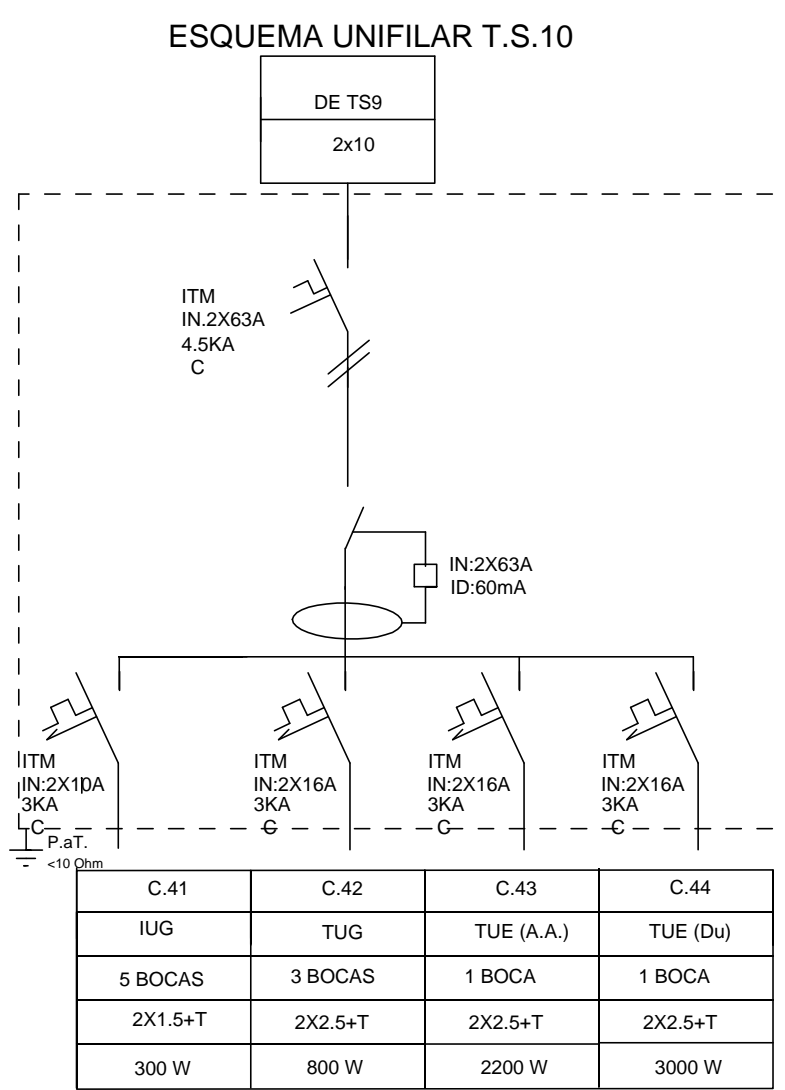 ESQUEMA UNIFILAR T.S.10
DE TS9
2x10
ITM
IN.2X63A
4.5KA
C
IN:2X63A
ID:60mA
ITM
IN:2X10A
3KA
C
ITM
IN:2X16A
3KA
C
ITM
IN:2X16A
3KA
C
ITM
IN:2X16A
3KA
C
P.aT.
<10 Ohm
C.41 C.42 C.43 C.44
IUG TUG TUE (A.A.) TUE (Du)
5 BOCAS 3 BOCAS 1 BOCA 1 BOCA
2X1.5+T 2X2.5+T 2X2.5+T 2X2.5+T
300 W 800 W 2200 W 3000 W